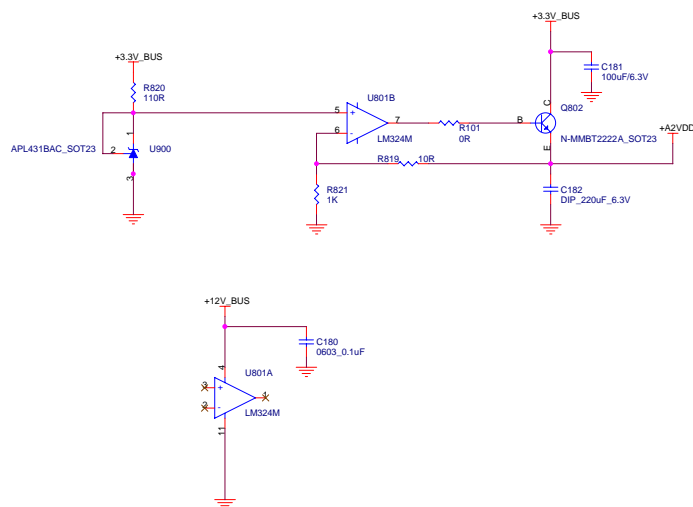 +3.3V_BUS
C181
100uF/6.3V
+3.3V_BUS
R820
110R
C
Q802
U801B
5
+
7
B
6
-
LM324M
R101
0R
N-MMBT2222A_SOT23
+A2VDD
1
APL431BAC_SOT23
2
U900
E
R819
10R
3
R821
1K
C182
DIP_220uF_6.3V
+12V_BUS
C180
0603_0.1uF
4
U801A
3
+
1
2
-
LM324M
11